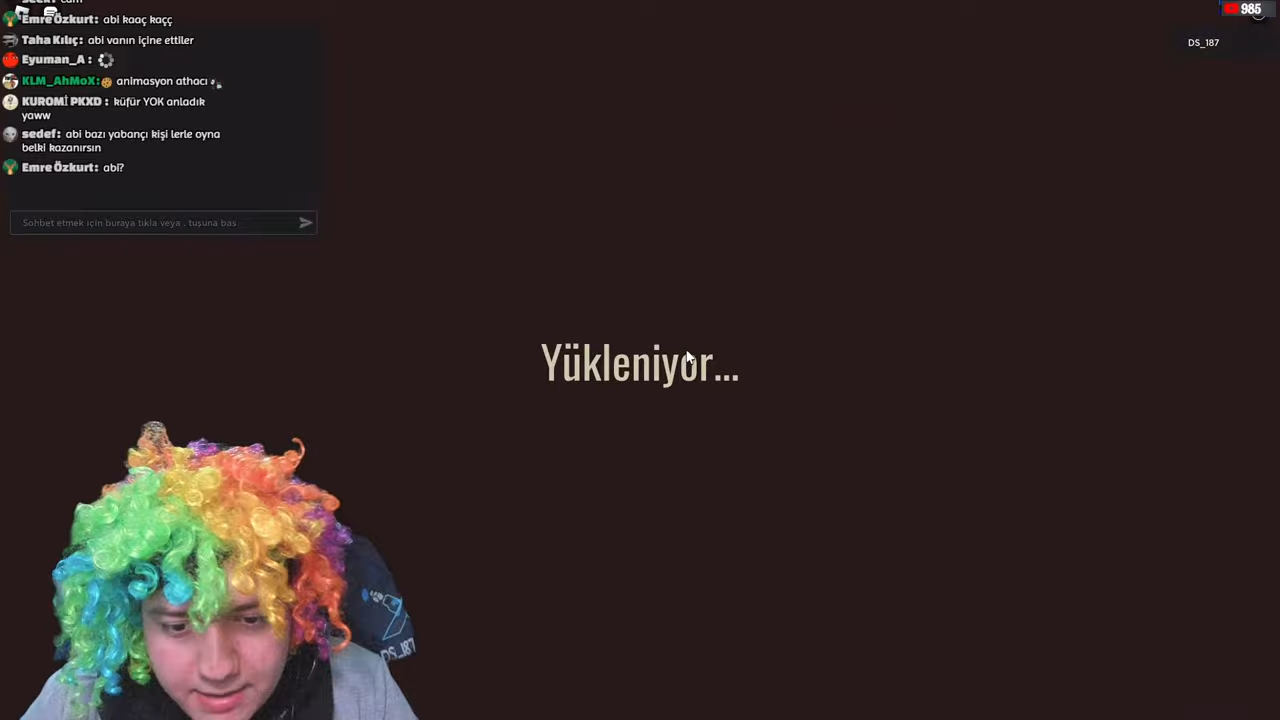 985
DS_187
Emre Özkurt: abi kaaç kaçç
Taha Kılıç: abi yanın içine ettiler
Eyuman_A :
KLM_AhMoX: animasyon athacı
KUROMİ PKXD : küfür YOK anladık
yaww
sedef: abi bazı yabançı kişi lerle oyna
belki kazanırsın
Emre Özkurt: abi?
Sohbet etmek için buraya tıkla veya . tuşuna bas
Yükleniyor...